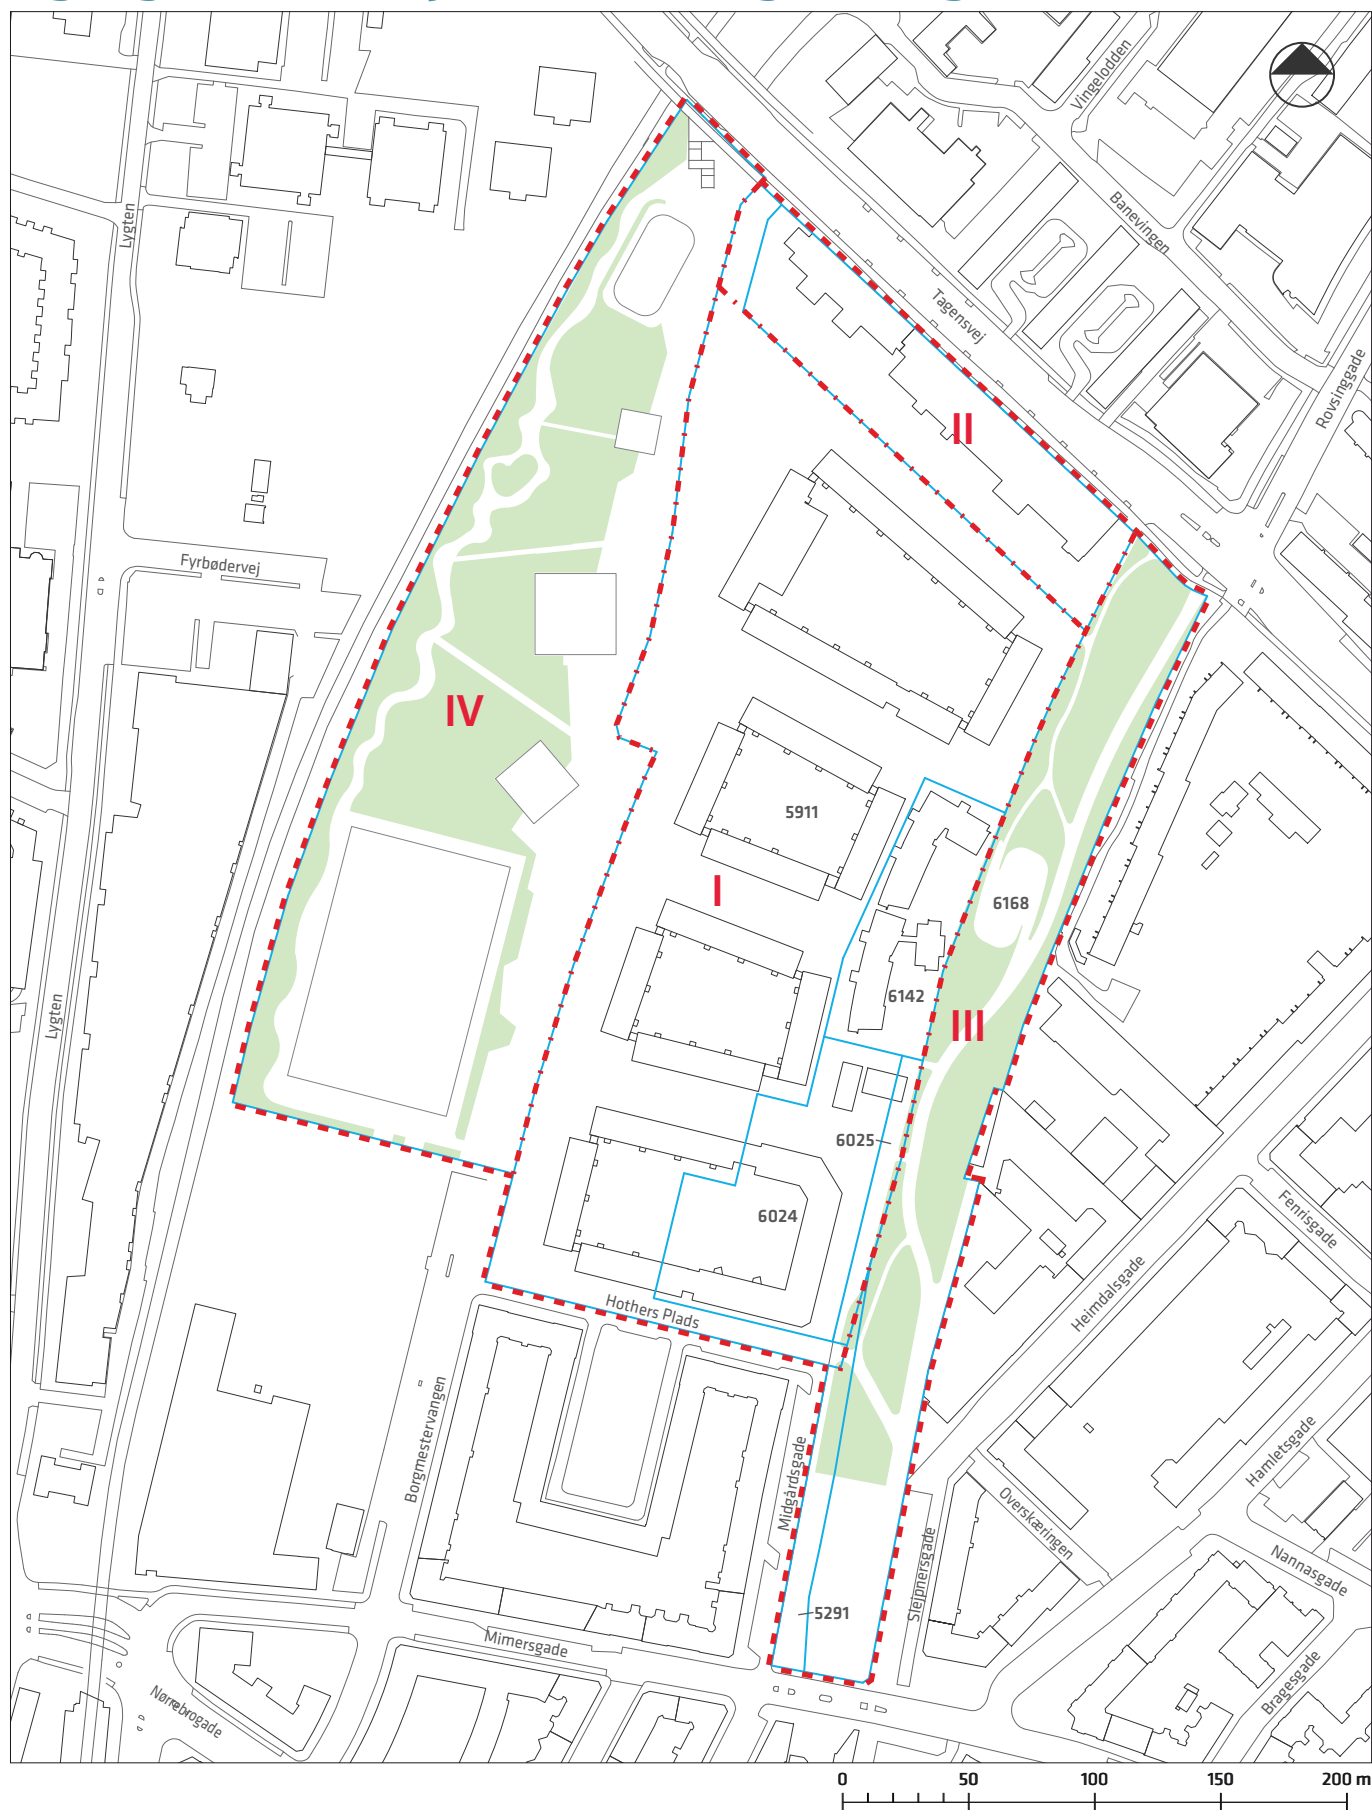 Vingelodden
Lygten
Banevingen
Tagensvej
Rovsinggade
II
Fyrbødervej
IV
5911
I
6168
6142
III
Lygten
6025
6024
Fenrisgade
Heimdalsgade
Hothers Plads
Borgmestervangen
Midgårdsgade
Hamletsgade
Overskæringen
Sleipnersgade
Nannasgade
5291
Mimersgade
Bragesgade
Nørrebrogade
0 50 100 150 200 m